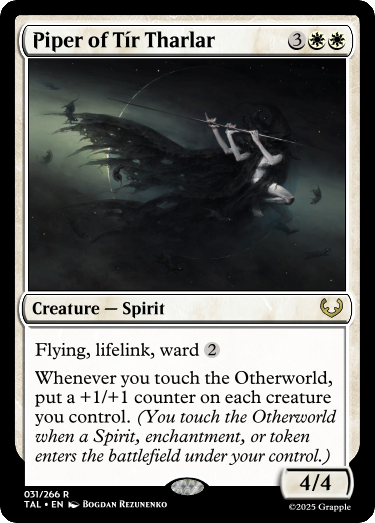 Piper of Tír Tharlar 3
Creature — Spirit
Flying, lifelink, ward 2
Whenever you touch the Otherworld,
put a +1/+1 counter on each creature
you control. (You touch the Otherworld
when a Spirit, enchantment, or token
enters the battlefield under your control.)
4/4
031/266 R
TAL • EN Bogdan Rezunenko
©2025 Grapple